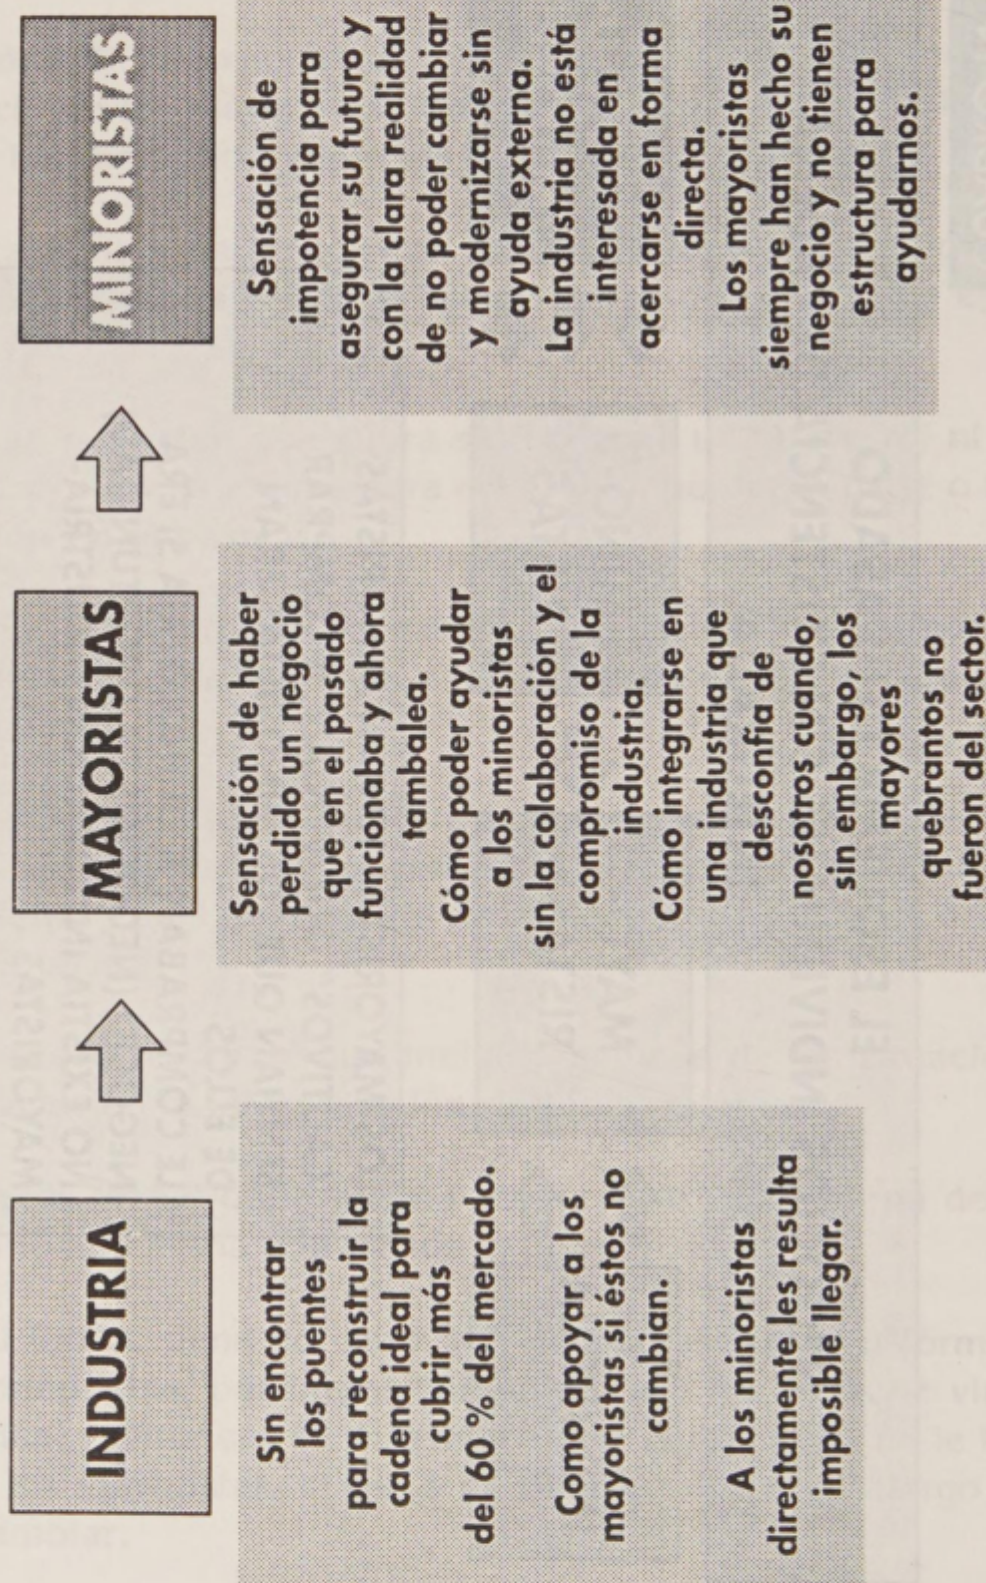 INDUSTRIA
Sin encontrar
los puentes
para reconstruir la
cadena ideal para
cubrir más
del 60 % del mercado.
Como apoyar a los
mayoristas si éstos no
cambian.
A los minoristas
directamente les resulta
imposible llegar.
MAYORISTAS
Sensación de haber
perdido un negocio
que en el pasado
funcionaba y ahora
tambalea.
Cómo poder ayudar
a los minoristas
sin la colaboración y el
compromiso de la
industria.
Cómo integrarse en
una industria que
desconfía de
nosotros cuando,
sin embargo, los
mayores
quebrantos no
fueron del sector.
MINORISTAS
Sensación de
impotencia para
asegurar su futuro y
con la clara realidad
de no poder cambiar
y modernizarse sin
ayuda externa.
La industria no está
interesada en
acercarse en forma
directa.
Los mayoristas
siempre han hecho su
negocio y no tienen
estructura para
ayudarnos.